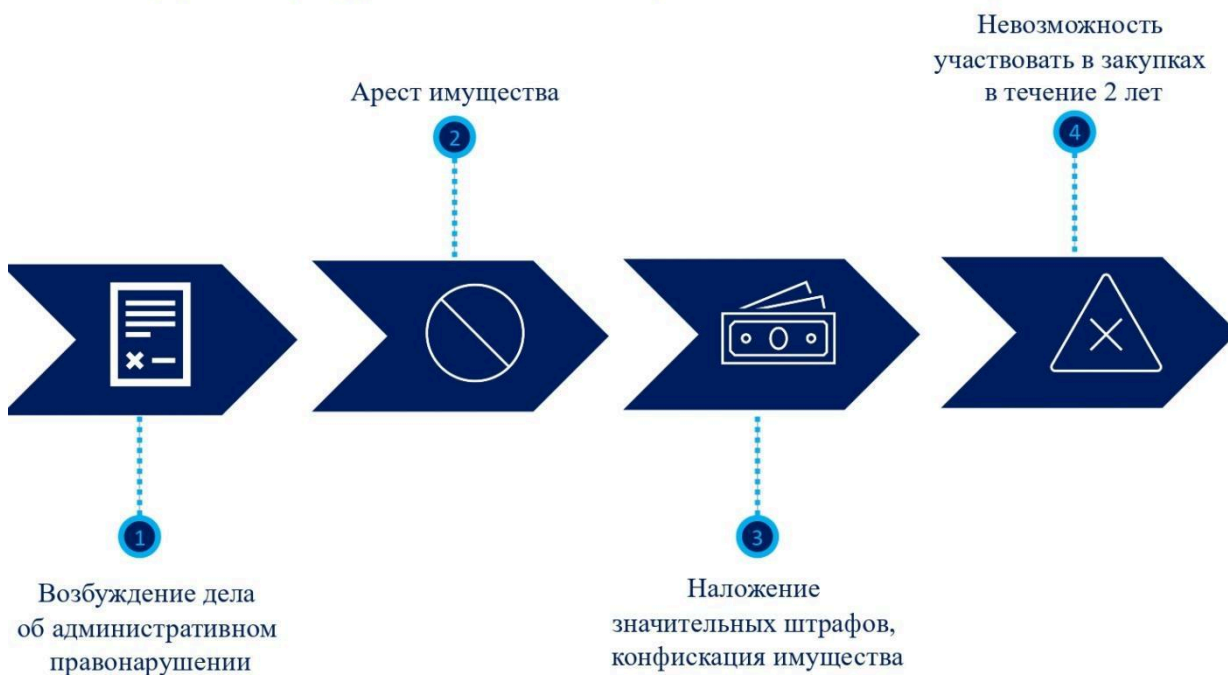 1
Возбуждение дела
об административном
правонарушении
Арест имущества
2
3
Наложение
значительных штрафов,
конфискация имущества
Невозможность
участвовать в закупках
в течение 2 лет
4